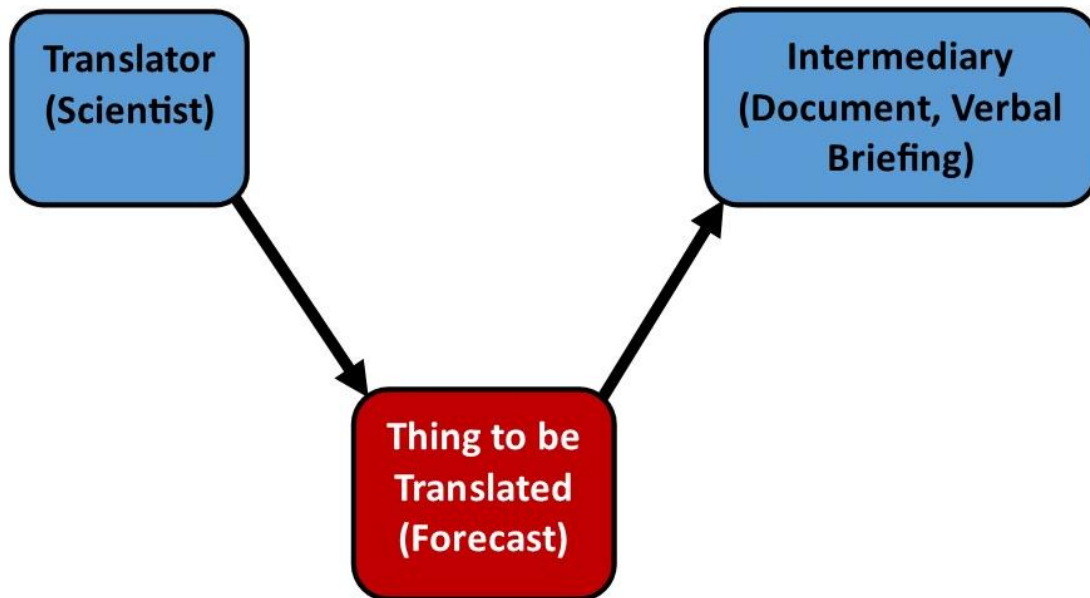 Translator
(Scientist)
Intermediary
(Document, Verbal
Briefing)
Thing to be
Translated
(Forecast)